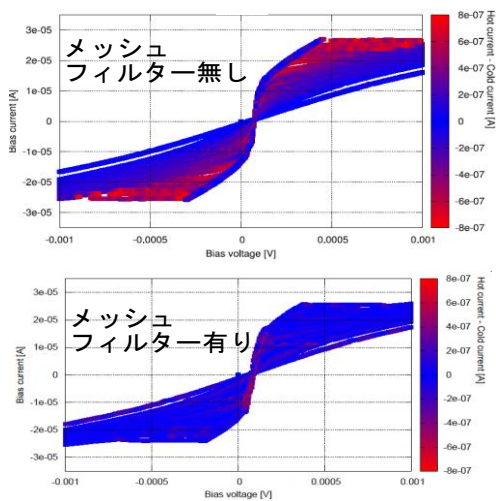 メッシュ
フィルター無し
3e-05
2e-05
1e-05
0
-1e-05
-2e-05
-3e-05
Bias current [A]
-0.001
-0.0005
0
0.0005
0.001
Bias voltage [V]
8e-07
6e-07
4e-07
2e-07
0
-2e-07
-4e-07
-6e-07
-8e-07
Hot current - Cold current [A]
メッシュ
フィルター有り
3e-05
2e-05
1e-05
0
-1e-05
-2e-05
-3e-05
Bias current [A]
-0.001
-0.0005
0
0.0005
0.001
Bias voltage [V]
8e-07
6e-07
4e-07
2e-07
0
-2e-07
-4e-07
-6e-07
-8e-07
Hot current - Cold current [A]